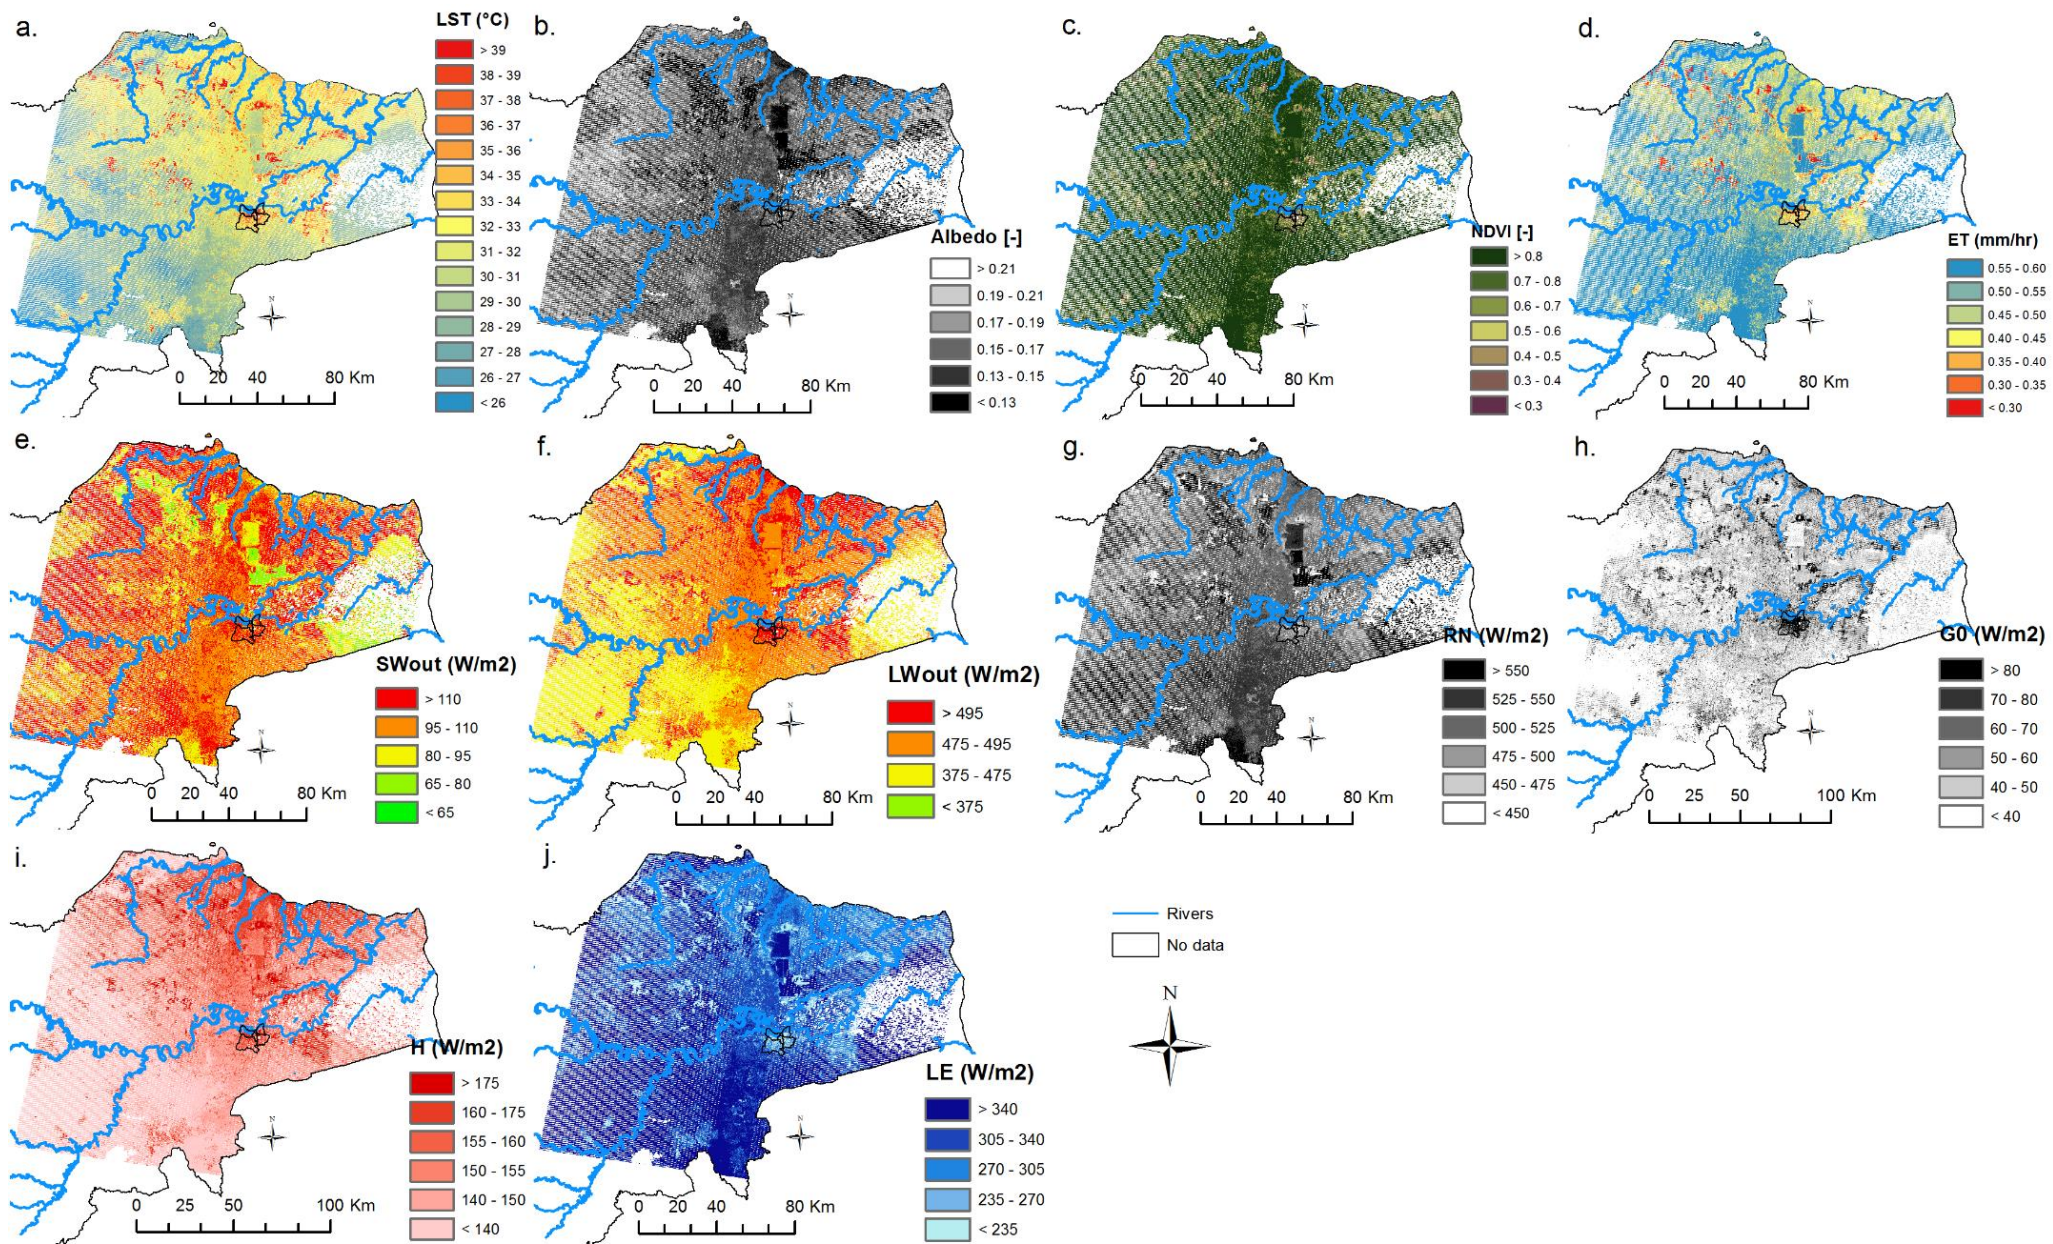 a.
LST (°C)
> 39
38 - 39
37 - 38
36 - 37
35 - 36
34 - 35
33 - 34
32 - 33
31 - 32
30 - 31
29 - 30
28 - 29
27 - 28
26 - 27
< 26
N
0 20 40 80 Km
b.
Albedo [-]
> 0.21
0.19 - 0.21
0.17 - 0.19
0.15 - 0.17
0.13 - 0.15
< 0.13
N
0 20 40 80 Km
c.
NDVI [-]
> 0.8
0.7 - 0.8
0.6 - 0.7
0.5 - 0.6
0.4 - 0.5
0.3 - 0.4
< 0.3
N
0 20 40 80 Km
d.
ET (mm/hr)
0.55 - 0.60
0.50 - 0.55
0.45 - 0.50
0.40 - 0.45
0.35 - 0.40
0.30 - 0.35
< 0.30
N
0 20 40 80 Km
e.
SWout (W/m2)
> 110
95 - 110
80 - 95
65 - 80
< 65
N
0 20 40 80 Km
f.
LWout (W/m2)
> 495
475 - 495
375 - 475
< 375
N
0 20 40 80 Km
g.
RN (W/m2)
> 550
525 - 550
500 - 525
475 - 500
450 - 475
< 450
N
0 20 40 80 Km
h.
G0 (W/m2)
> 80
70 - 80
60 - 70
50 - 60
40 - 50
< 40
N
0 25 50 100 Km
i.
H (W/m2)
> 175
160 - 175
155 - 160
150 - 155
140 - 150
< 140
N
0 25 50 100 Km
j.
LE (W/m2)
> 340
305 - 340
270 - 305
235 - 270
< 235
N
0 20 40 80 Km
Rivers
No data
N